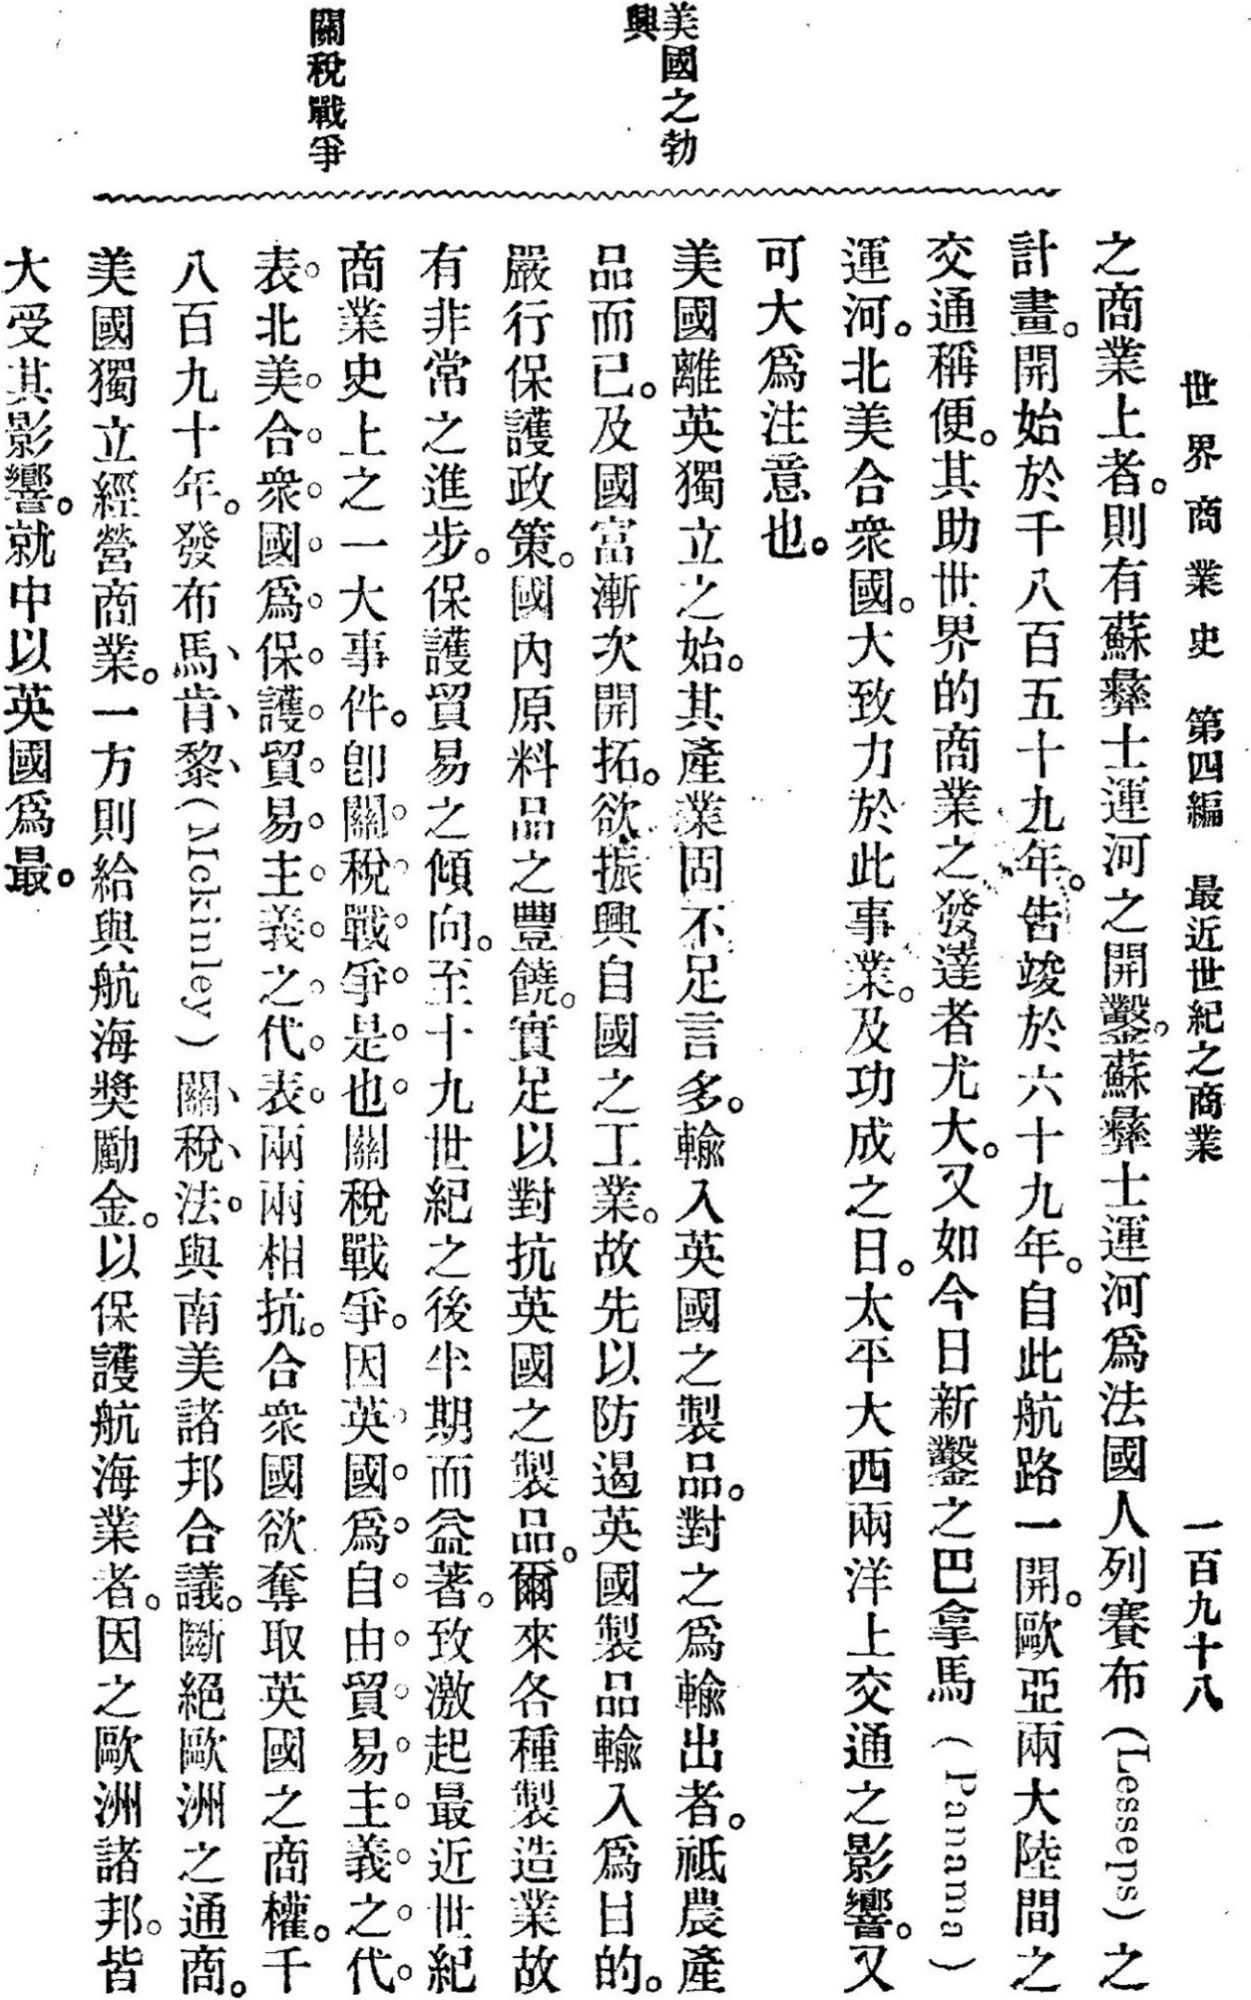 世界商業史 第四編 最近世紀之商業 一百九十八
之商業上者。則有蘇彝士運河之開鑿。蘇彝士運河爲法國人列賽布(Lesseps)之
計畫。開始於千八百五十九年。告竣於六十九年。自此航路一開。歐亞兩大陸間之
交通稱便。其助世界的商業之發達者尤大。又如今日新鑿之巴拿馬(Panama)
運河。北美合衆國。大致力於此事業。及功成之日。太平大西兩洋上交通之影響。又
可大爲注意也。
美國之勃
興
美國離英獨立之始。其產業固不足言多。輸入英國之製品。對之爲輸出者。祗農產
品而已。及國富漸次開拓。欲振興自國之工業。故先以防遏英國製品輸入爲目的。
嚴行保護政策。國內原料品之豐饒。實足以對抗英國之製品。爾來各種製造業故
有非常之進步。保護貿易之傾向。至十九世紀之後半期而益著。致激起最近世紀
關稅戰爭
商業史上之一大事件。卽關稅戰爭是也關稅戰爭。因英國爲自由貿易主義之代
表。北美合衆國爲保護貿易主義之代表兩兩相抗。合衆國欲奪取英國之商權。千
八百九十年。發布馬肯黎(Mckinley)關稅法。與南美諸邦合議。斷絕歐洲之通商。
美國獨立經營商業。一方則給與航海獎勵金。以保護航海業者。因之歐洲諸邦。皆
大受其影響。就中以英國爲最。